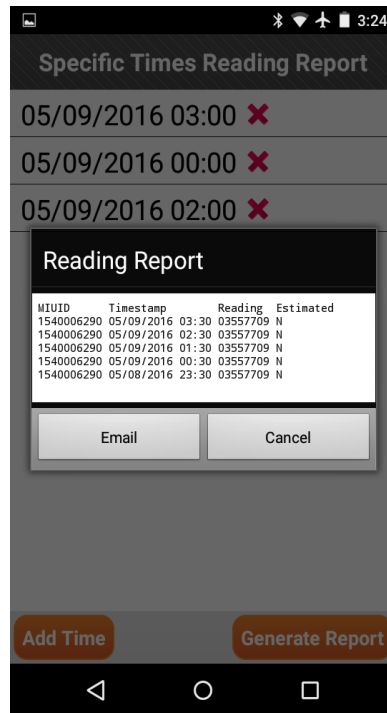 3:24
Specific Times Reading Report
05/09/2016 03:00
05/09/2016 00:00
05/09/2016 02:00
Reading Report
MIUID Timestamp Reading Estimated
1540006290 05/09/2016 03:30 03557709 N
1540006290 05/09/2016 02:30 03557709 N
1540006290 05/09/2016 01:30 03557709 N
1540006290 05/09/2016 00:30 03557709 N
1540006290 05/08/2016 23:30 03557709 N
Email Cancel
Add Time Generate Report